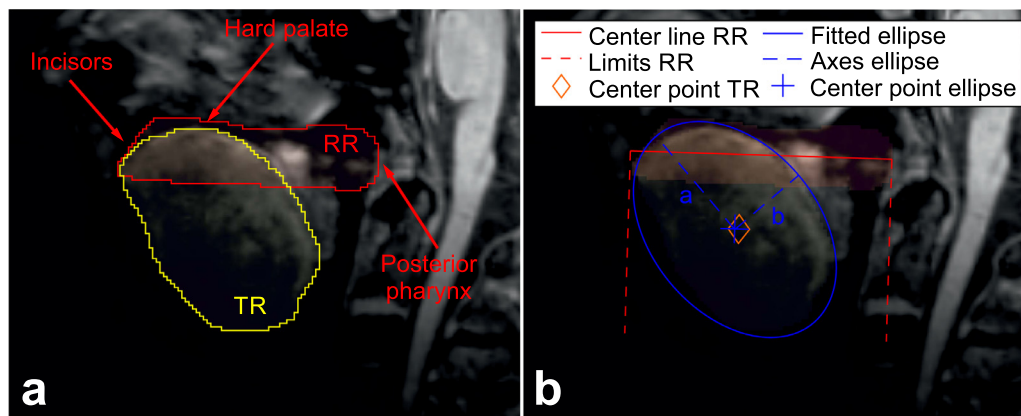 Hard palate
Incisors
RR
Posterior
pharynx
TR
a
Center line RR
Fitted ellipse
Limits RR
Axes ellipse
Center point TR
Center point ellipse
a
b
b